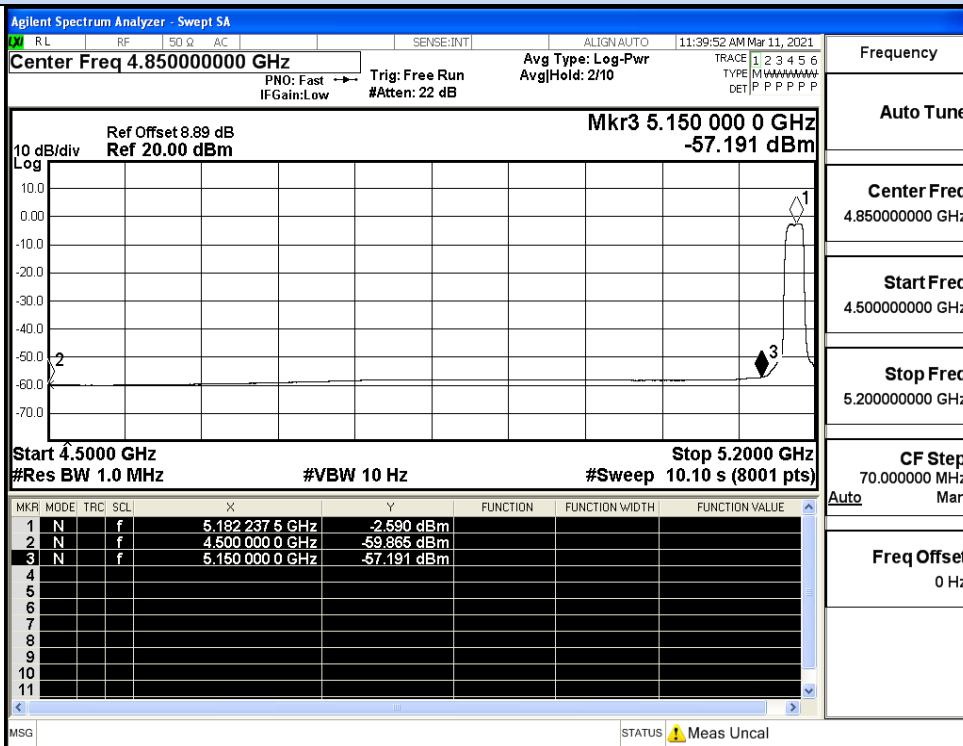 Agilent Spectrum Analyzer - Swept SA
LXI RL RF 50 Ω AC SENSE:INT ALIGN AUTO 11:39:52 AM Mar 11, 2021
Center Freq 4.850000000 GHz
PNO: Fast
IFGain:Low
Trig: Free Run
#Atten: 22 dB
Avg Type: Log-Pwr
Avg|Hold: 2/10
TRACE 1 2 3 4 5 6
TYPE M WWWWW
DET P P P P P P
Mkr3 5.150 000 0 GHz
-57.191 dBm
Ref Offset 8.89 dB
10 dB/div Ref 20.00 dBm
Log
10.0
0.00
-10.0
-20.0
-30.0
-40.0
-50.0
-60.0
-70.0
1
2
3
Start 4.5000 GHz Stop 5.2000 GHz
#Res BW 1.0 MHz #VBW 10 Hz #Sweep 10.10 s (8001 pts)
MKR MODE TRC SCL X Y FUNCTION FUNCTION WIDTH FUNCTION VALUE
1 N f 5.182 237 5 GHz -2.590 dBm
2 N f 4.500 000 0 GHz -59.865 dBm
3 N f 5.150 000 0 GHz -57.191 dBm
4
5
6
7
8
9
10
11
MSG STATUS Meas Uncal
Frequency
Auto Tune
Center Freq
4.850000000 GHz
Start Freq
4.500000000 GHz
Stop Freq
5.200000000 GHz
CF Step
70.000000 MHz
Auto Man
Freq Offset
0 Hz